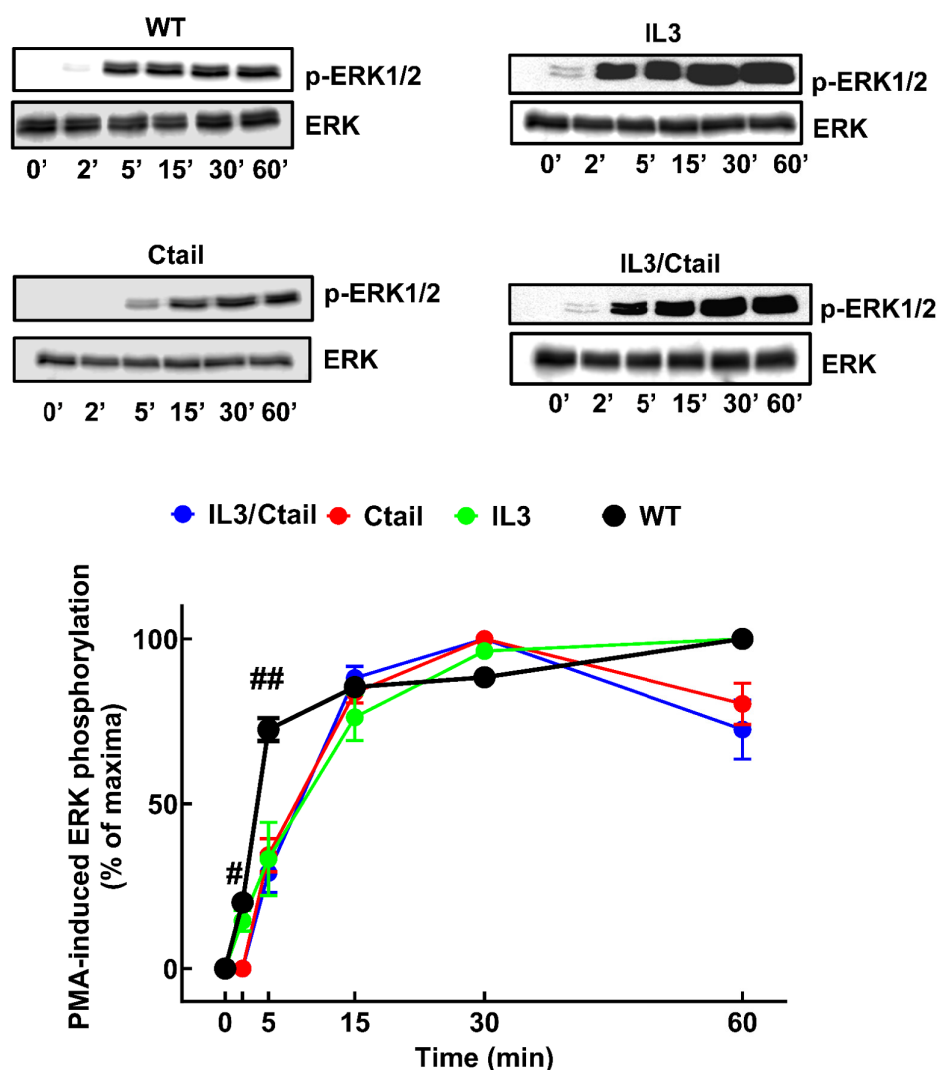 WT
p-ERK1/2
ERK
0’ 2’ 5’ 15’ 30’ 60’
IL3
p-ERK1/2
ERK
0’ 2’ 5’ 15’ 30’ 60’
Ctail
p-ERK1/2
ERK
0’ 2’ 5’ 15’ 30’ 60’
IL3/Ctail
p-ERK1/2
ERK
0’ 2’ 5’ 15’ 30’ 60’
IL3/Ctail Ctail IL3 WT
PMA-induced ERK phosphorylation
(% of maxima)
100
50
0
##
#
0 5 15 30 60
Time (min)